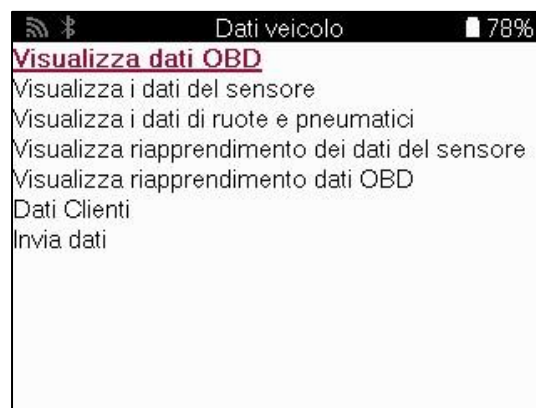 Dati veicolo 78%
Visualizza dati OBD
Visualizza i dati del sensore
Visualizza i dati di ruote e pneumatici
Visualizza riapprendimento dei dati del sensore
Visualizza riapprendimento dati OBD
Dati Clienti
Invia dati